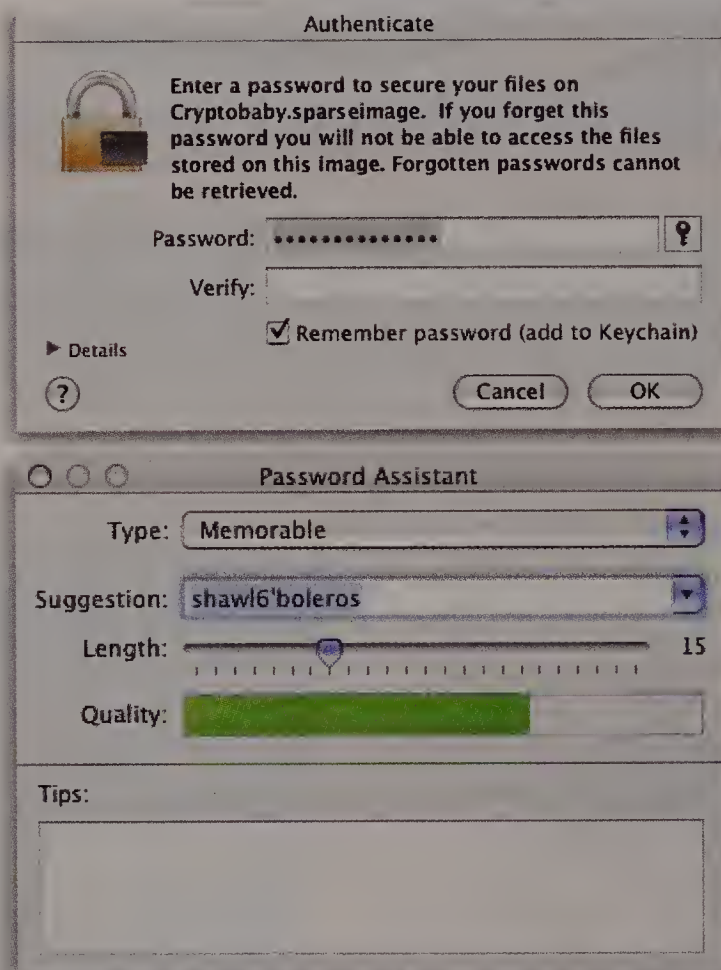 Authenticate
Enter a password to secure your files on
Cryptobaby.sparseimage. If you forget this
password you will not be able to access the files
stored on this image. Forgotten passwords cannot
be retrieved.
Password: ••••••••••••••
Verify:
Remember password (add to Keychain)
Details
?
Cancel
OK
Password Assistant
Type: Memorable
Suggestion: shawl6'boleros
Length: 15
Quality:
Tips: